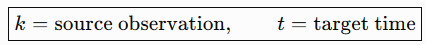 k = source observation, t = target time